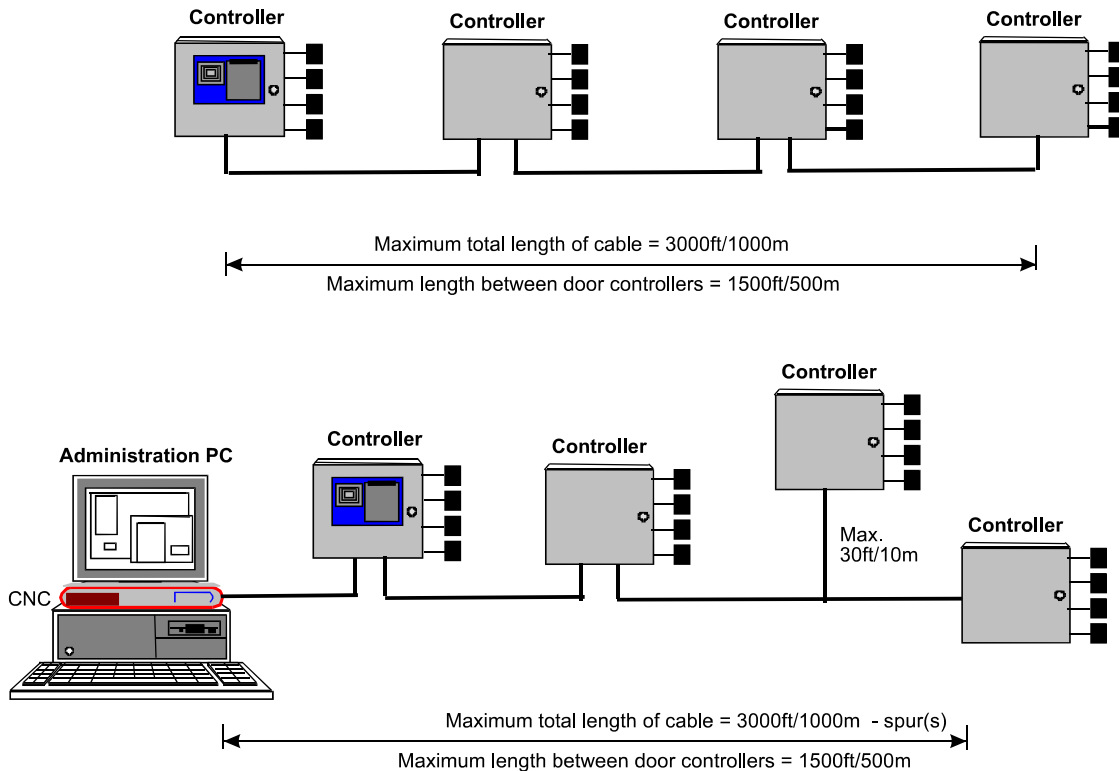 Controller
Controller
Controller
Controller
Maximum total length of cable = 3000ft/1000m
Maximum length between door controllers = 1500ft/500m
Controller
Controller
Controller
Administration PC
Controller
Max.
30ft/10m
CNC
Maximum total length of cable = 3000ft/1000m - spur(s)
Maximum length between door controllers = 1500ft/500m